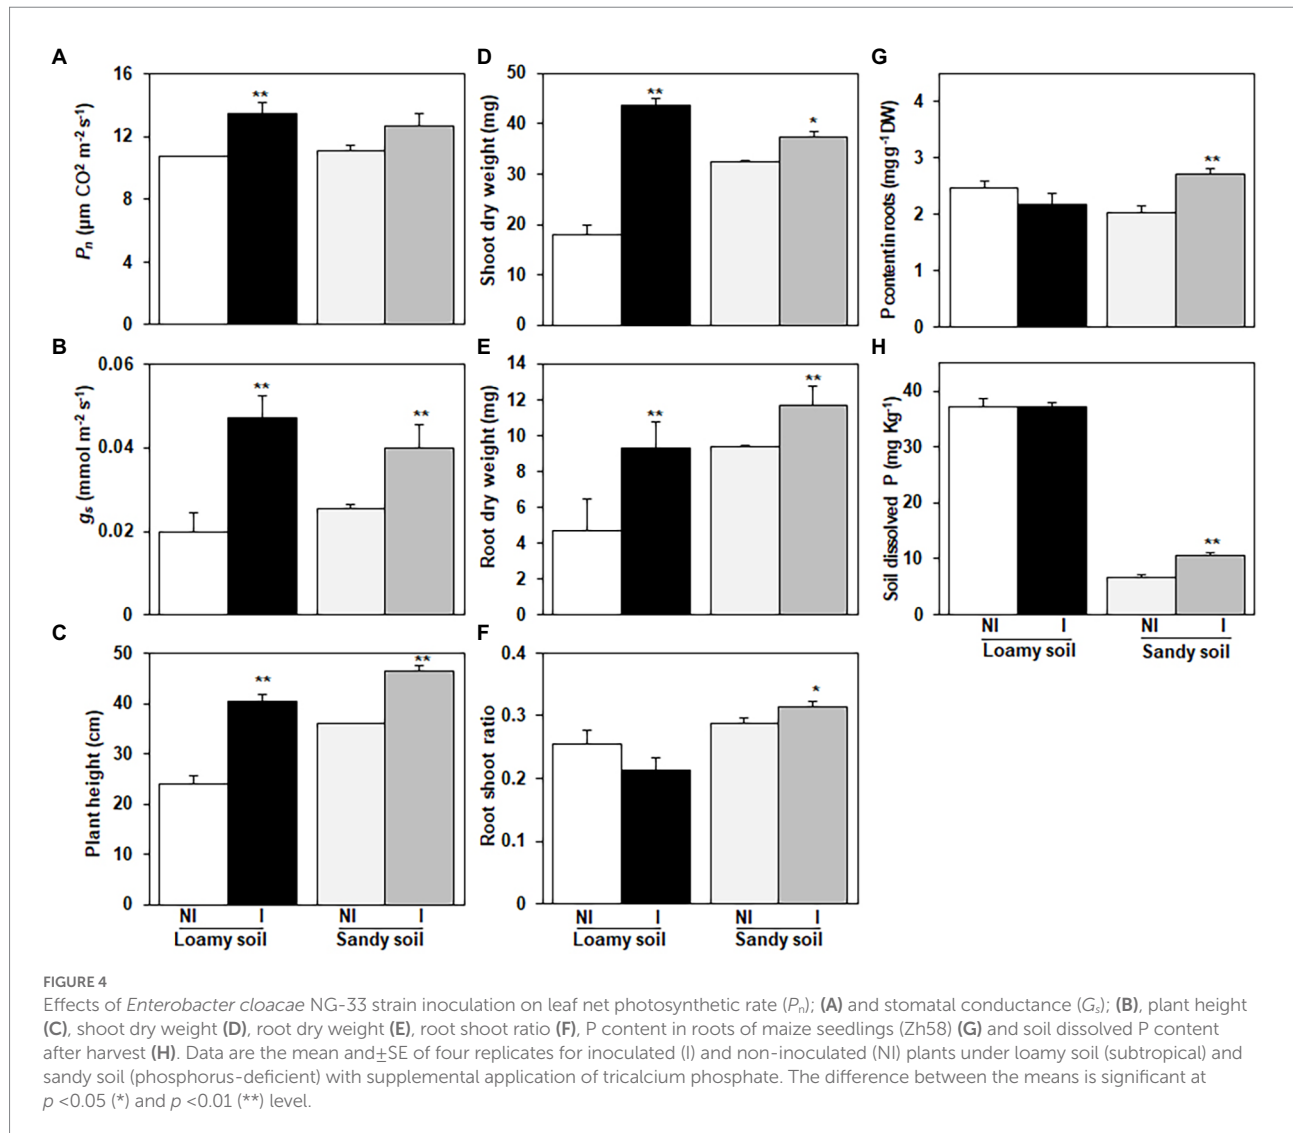 A
Pn (µm CO² m⁻² s⁻¹)
16
12
8
4
0
**
B
gs (mmol m⁻² s⁻¹)
0.06
0.04
0.02
0
**
**
C
Plant height (cm)
50
40
30
20
10
0
**
**
NI I NI I
Loamy soil Sandy soil
D
Shoot dry weight (mg)
50
40
30
20
10
0
**
*
E
Root dry weight (mg)
14
12
10
8
6
4
2
0
**
**
F
Root shoot ratio
0.4
0.3
0.2
0.1
0
*
NI I NI I
Loamy soil Sandy soil
G
P content in roots (mg g⁻¹ DW)
4
3
2
1
0
**
H
Soil dissolved P (mg Kg⁻¹)
40
30
20
10
0
**
NI I NI I
Loamy soil Sandy soil
FIGURE 4
Effects of Enterobacter cloacae NG-33 strain inoculation on leaf net photosynthetic rate (Pn); (A) and stomatal conductance (Gs); (B), plant height
(C), shoot dry weight (D), root dry weight (E), root shoot ratio (F), P content in roots of maize seedlings (Zh58) (G) and soil dissolved P content
after harvest (H). Data are the mean and±SE of four replicates for inoculated (I) and non-inoculated (NI) plants under loamy soil (subtropical) and
sandy soil (phosphorus-deficient) with supplemental application of tricalcium phosphate. The difference between the means is significant at
p <0.05 (*) and p <0.01 (**) level.